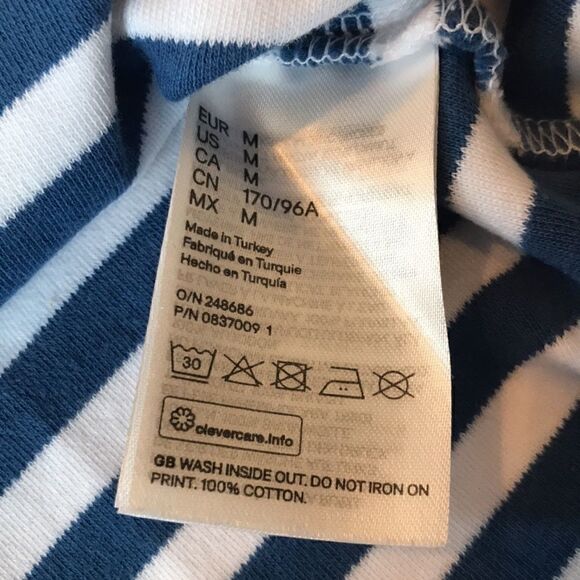 EUR M
US M
CA M
CN 170/96A
MX M
Made in Turkey
Fabriqué en Turquie
Hecho en Turquía
O/N 248686
P/N 0837009 1
30
clevercare.info
GB WASH INSIDE OUT. DO NOT IRON ON
PRINT. 100% COTTON.